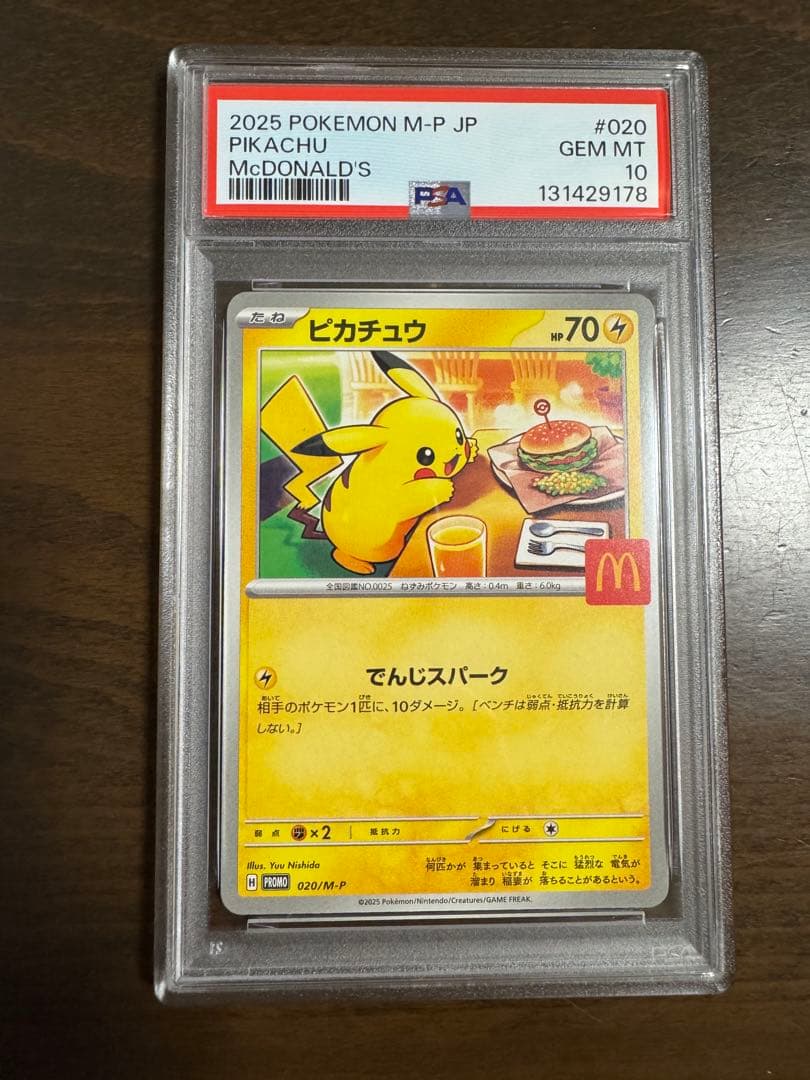 2025 POKEMON M-P JP #020
PIKACHU GEM MT
McDONALD'S 10
PSA 131429178
たね ピカチュウ HP70
全国図鑑NO.0025 ねずみポケモン 高さ:0.4m 重さ:6.0kg
でんじスパーク
相手のポケモン1匹に、10ダメージ。[ベンチは弱点・抵抗力を計算
しない。]
弱点 ×2 抵抗力 にげる
Illus. Yuu Nishida
何匹かが 集まっていると そこに 猛烈な 電気が
溜まり 稲妻が 落ちることがあるという。
H PROMO 020/M-P
©2025 Pokémon/Nintendo/Creatures/GAME FREAK.